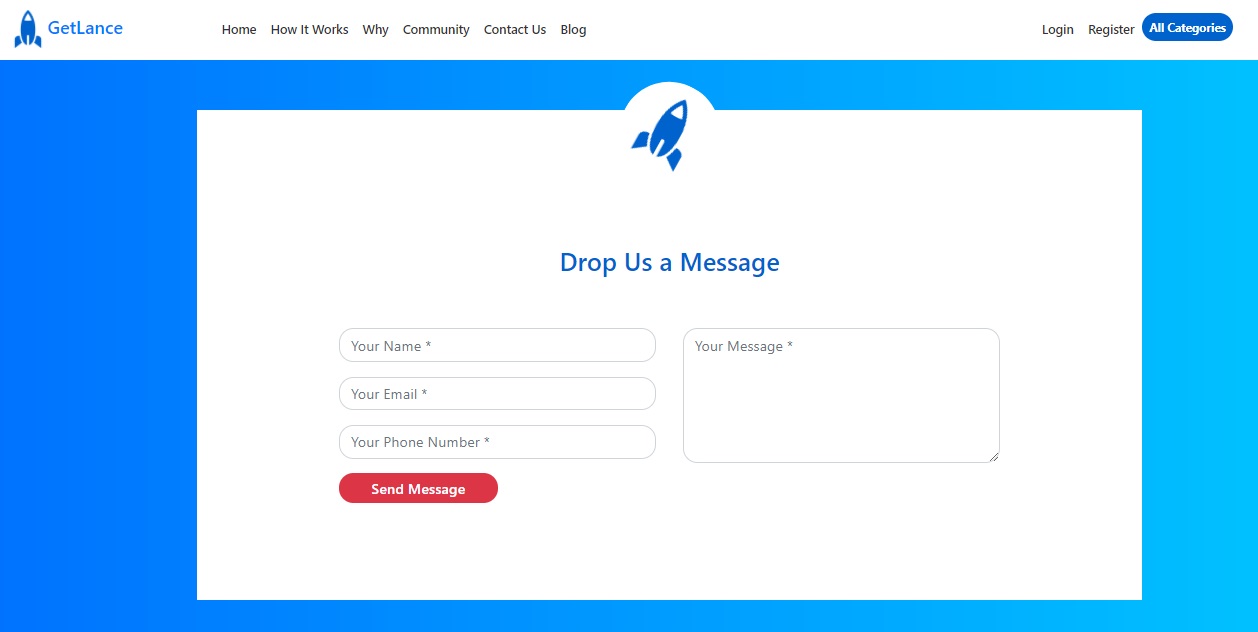 GetLance
Home How It Works Why Community Contact Us Blog
Login Register All Categories
Drop Us a Message
Your Name *
Your Email *
Your Phone Number *
Send Message
Your Message *